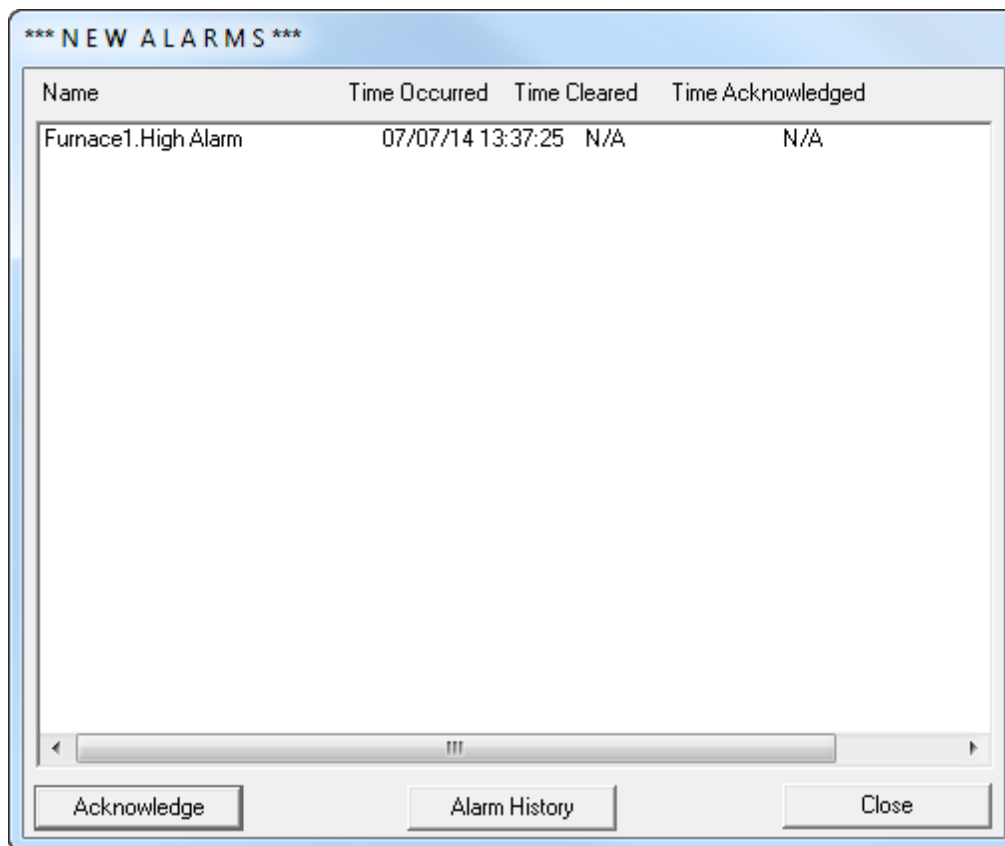 *** N E W  A L A R M S ***
Name Time Occurred Time Cleared Time Acknowledged
Furnace1.High Alarm 07/07/14 13:37:25 N/A N/A
Acknowledge Alarm History Close